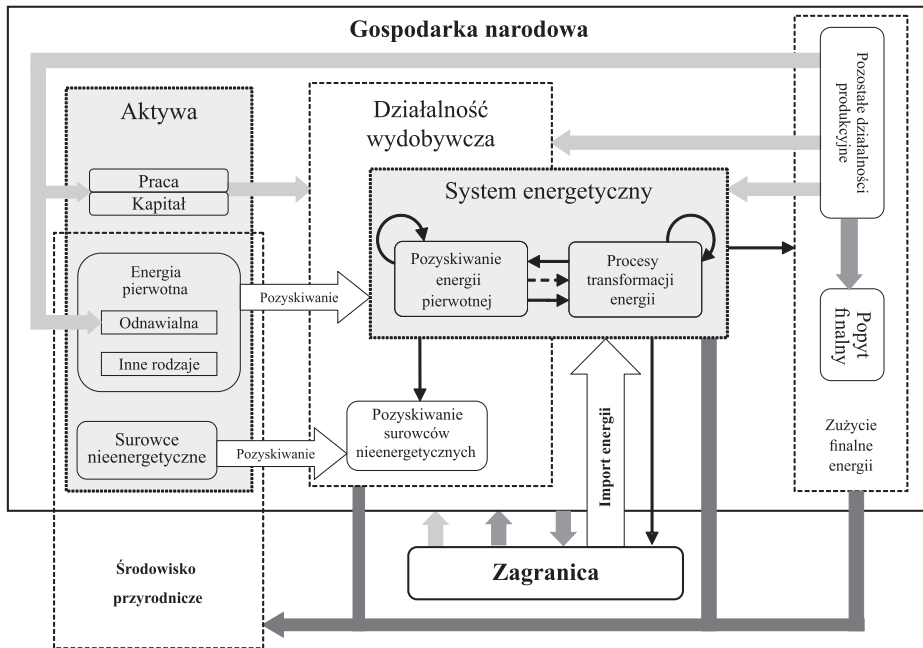 Gospodarka narodowa
Aktywa
Praca
Kapitał
Energia
pierwotna
Odnawialna
Inne rodzaje
Surowce
nieenergetyczne
Środowisko
przyrodnicze
Pozyskiwanie
Pozyskiwanie
Działalność
wydobywcza
System energetyczny
Pozyskiwanie
energii
pierwotnej
Procesy
transformacji
energii
Pozyskiwanie
surowców
nieenergetycznych
Import energii
Zagranica
Pozostałe działalności
produkcyjne
Popyt
finalny
Zużycie
finalne
energii